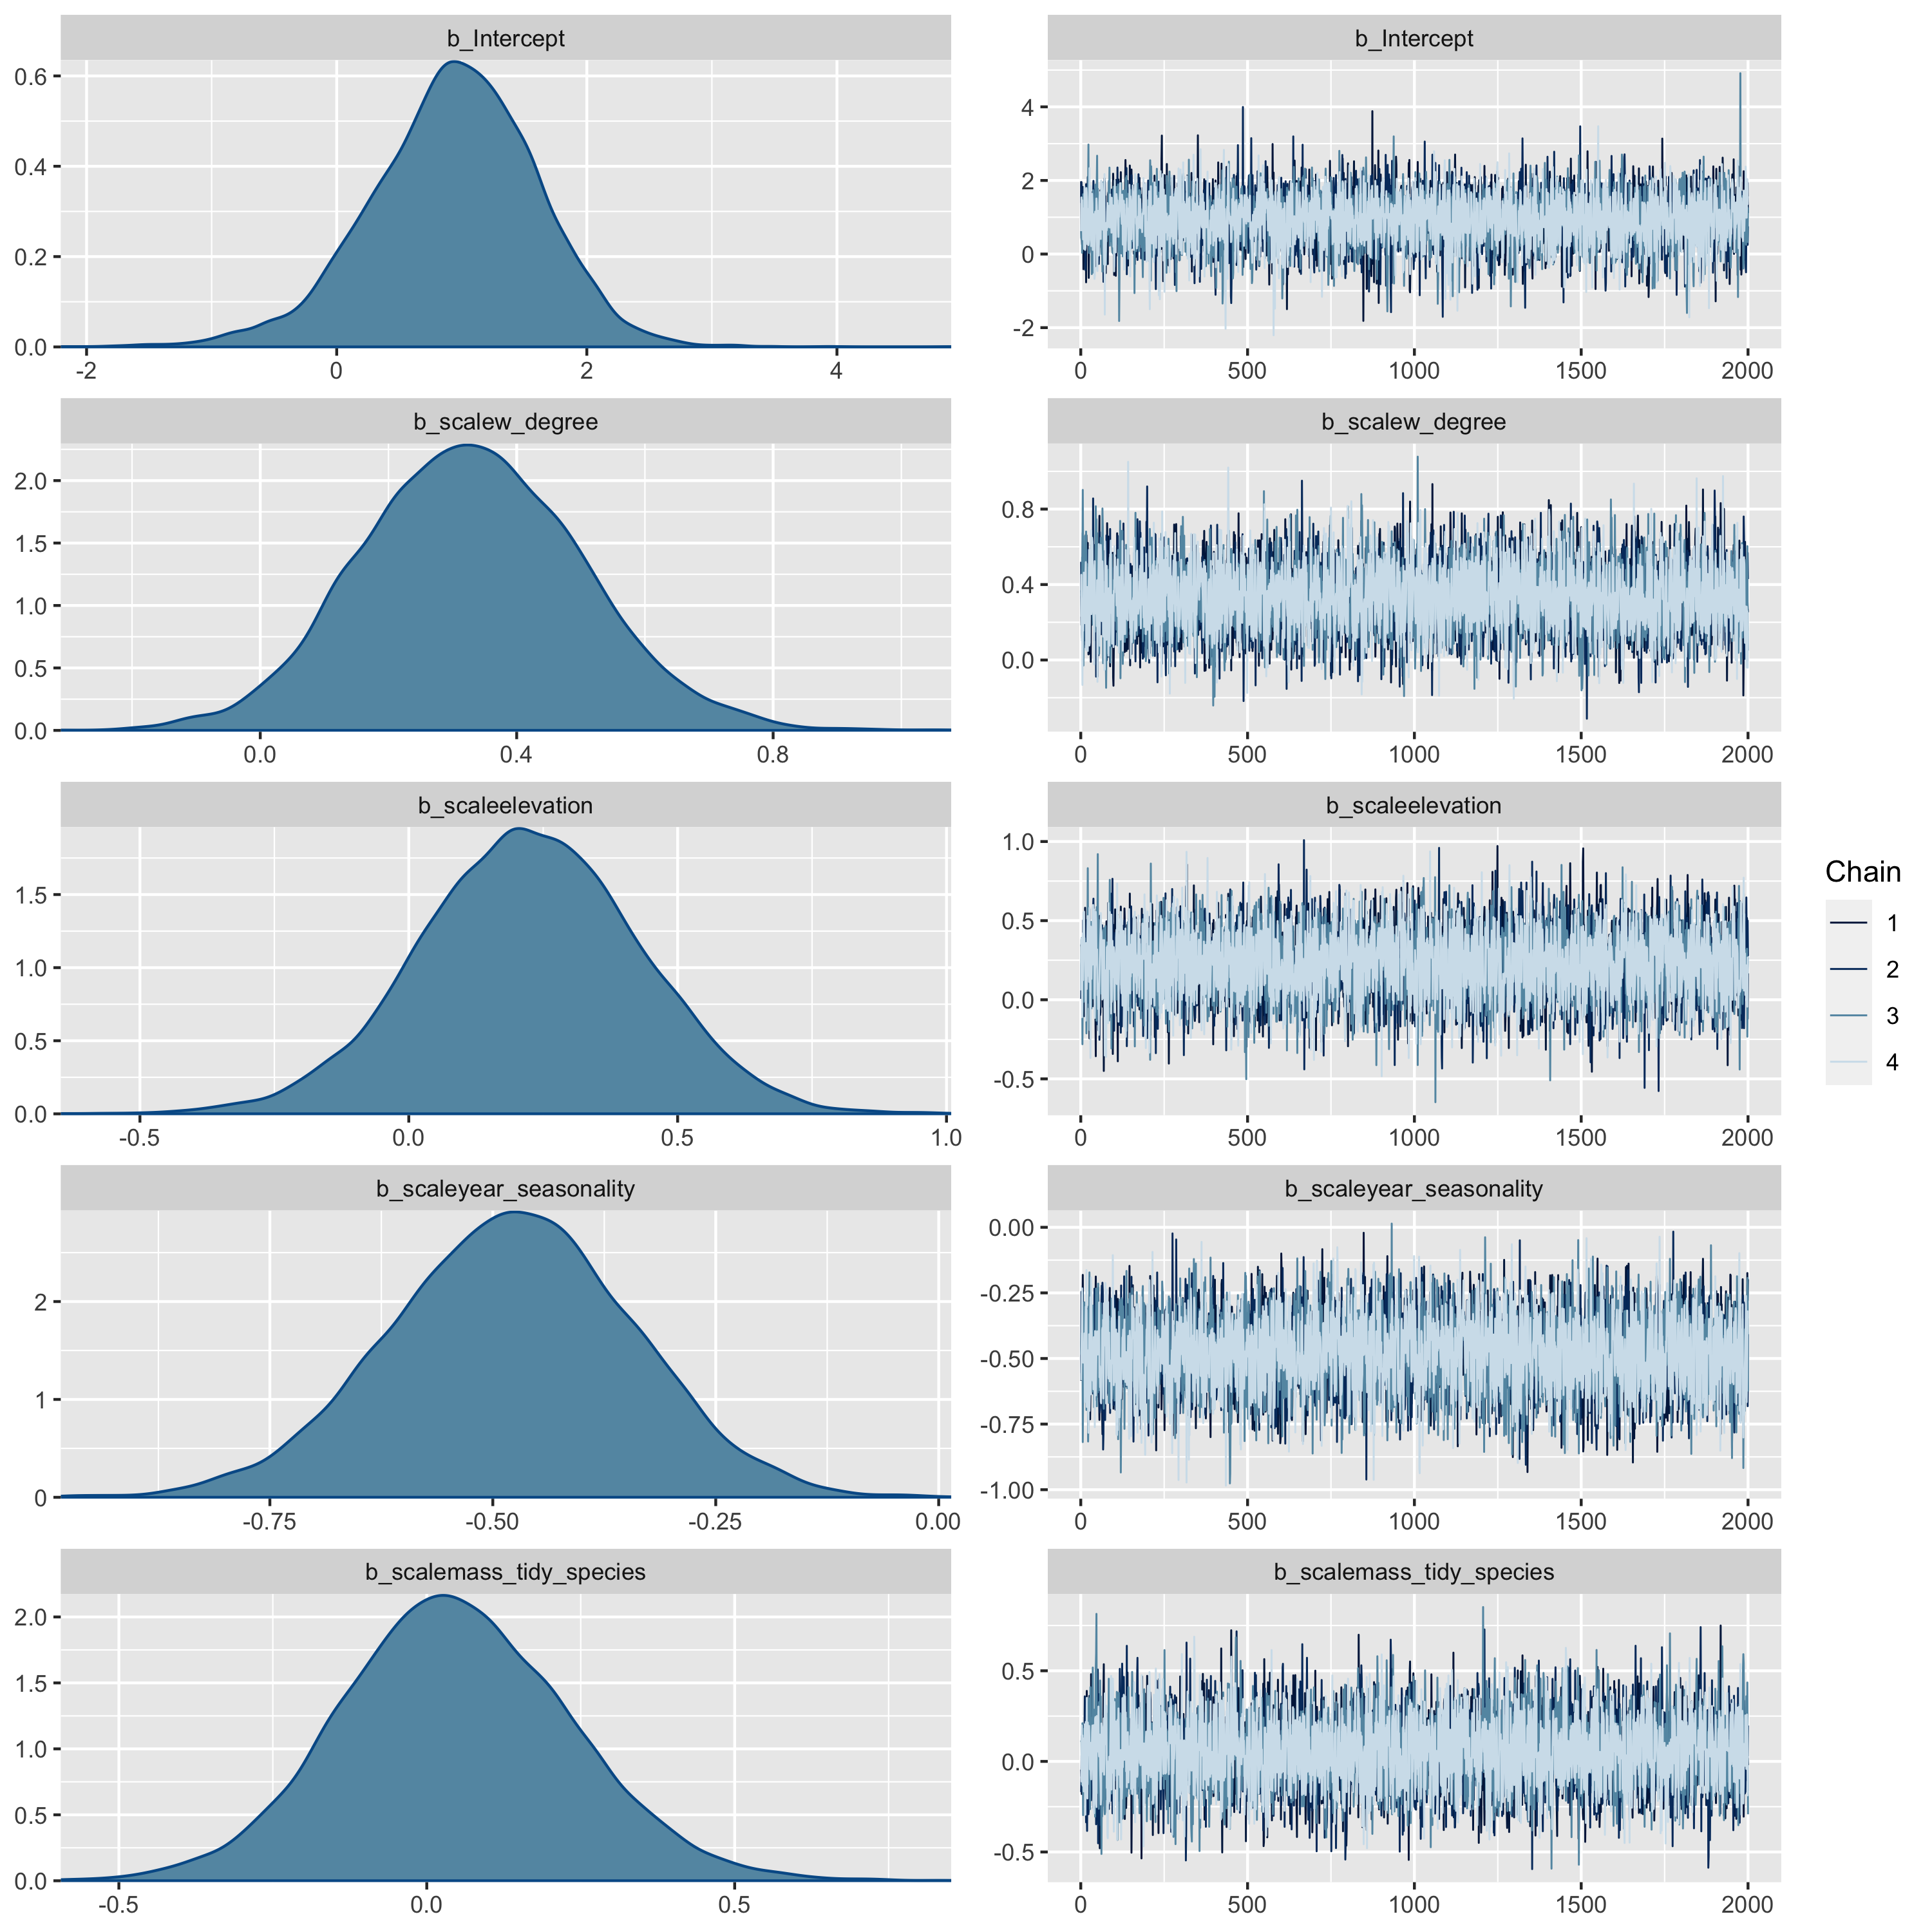 b_Intercept
0.6
0.4
0.2
0.0
-2 0 2 4
b_Intercept
4
2
0
-2
0 500 1000 1500 2000
b_scalew_degree
2.0
1.5
1.0
0.5
0.0
0.0 0.4 0.8
b_scalew_degree
0.8
0.4
0.0
0 500 1000 1500 2000
b_scaleelevation
1.5
1.0
0.5
0.0
-0.5 0.0 0.5 1.0
b_scaleelevation
1.0
0.5
0.0
-0.5
0 500 1000 1500 2000
b_scaleyear_seasonality
2
1
0
-0.75 -0.50 -0.25 0.00
b_scaleyear_seasonality
0.00
-0.25
-0.50
-0.75
-1.00
0 500 1000 1500 2000
b_scalemass_tidy_species
2.0
1.5
1.0
0.5
0.0
-0.5 0.0 0.5
b_scalemass_tidy_species
0.5
0.0
-0.5
0 500 1000 1500 2000
Chain
1
2
3
4